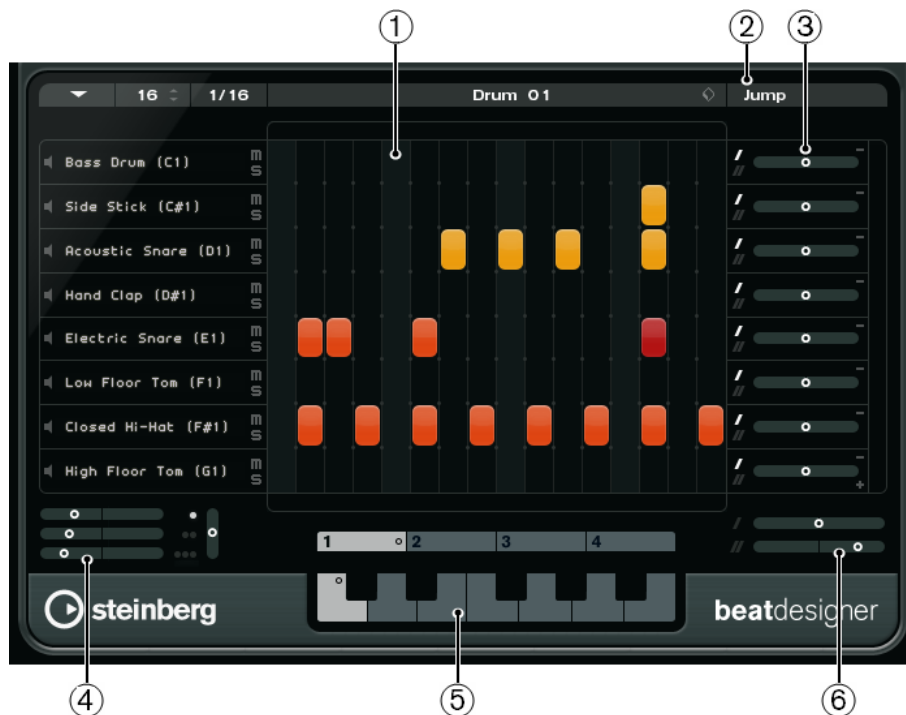 1 2 3
16 1/16 Drum 01 Jump
Bass Drum (C1) m s
Side Stick (C#1) m s
Acoustic Snare (D1) m s
Hand Clap (D#1) m s
Electric Snare (E1) m s
Low Floor Tom (F1) m s
Closed Hi-Hat (F#1) m s
High Floor Tom (G1) m s
1 2 3 4
steinberg beatdesigner
4 5 6